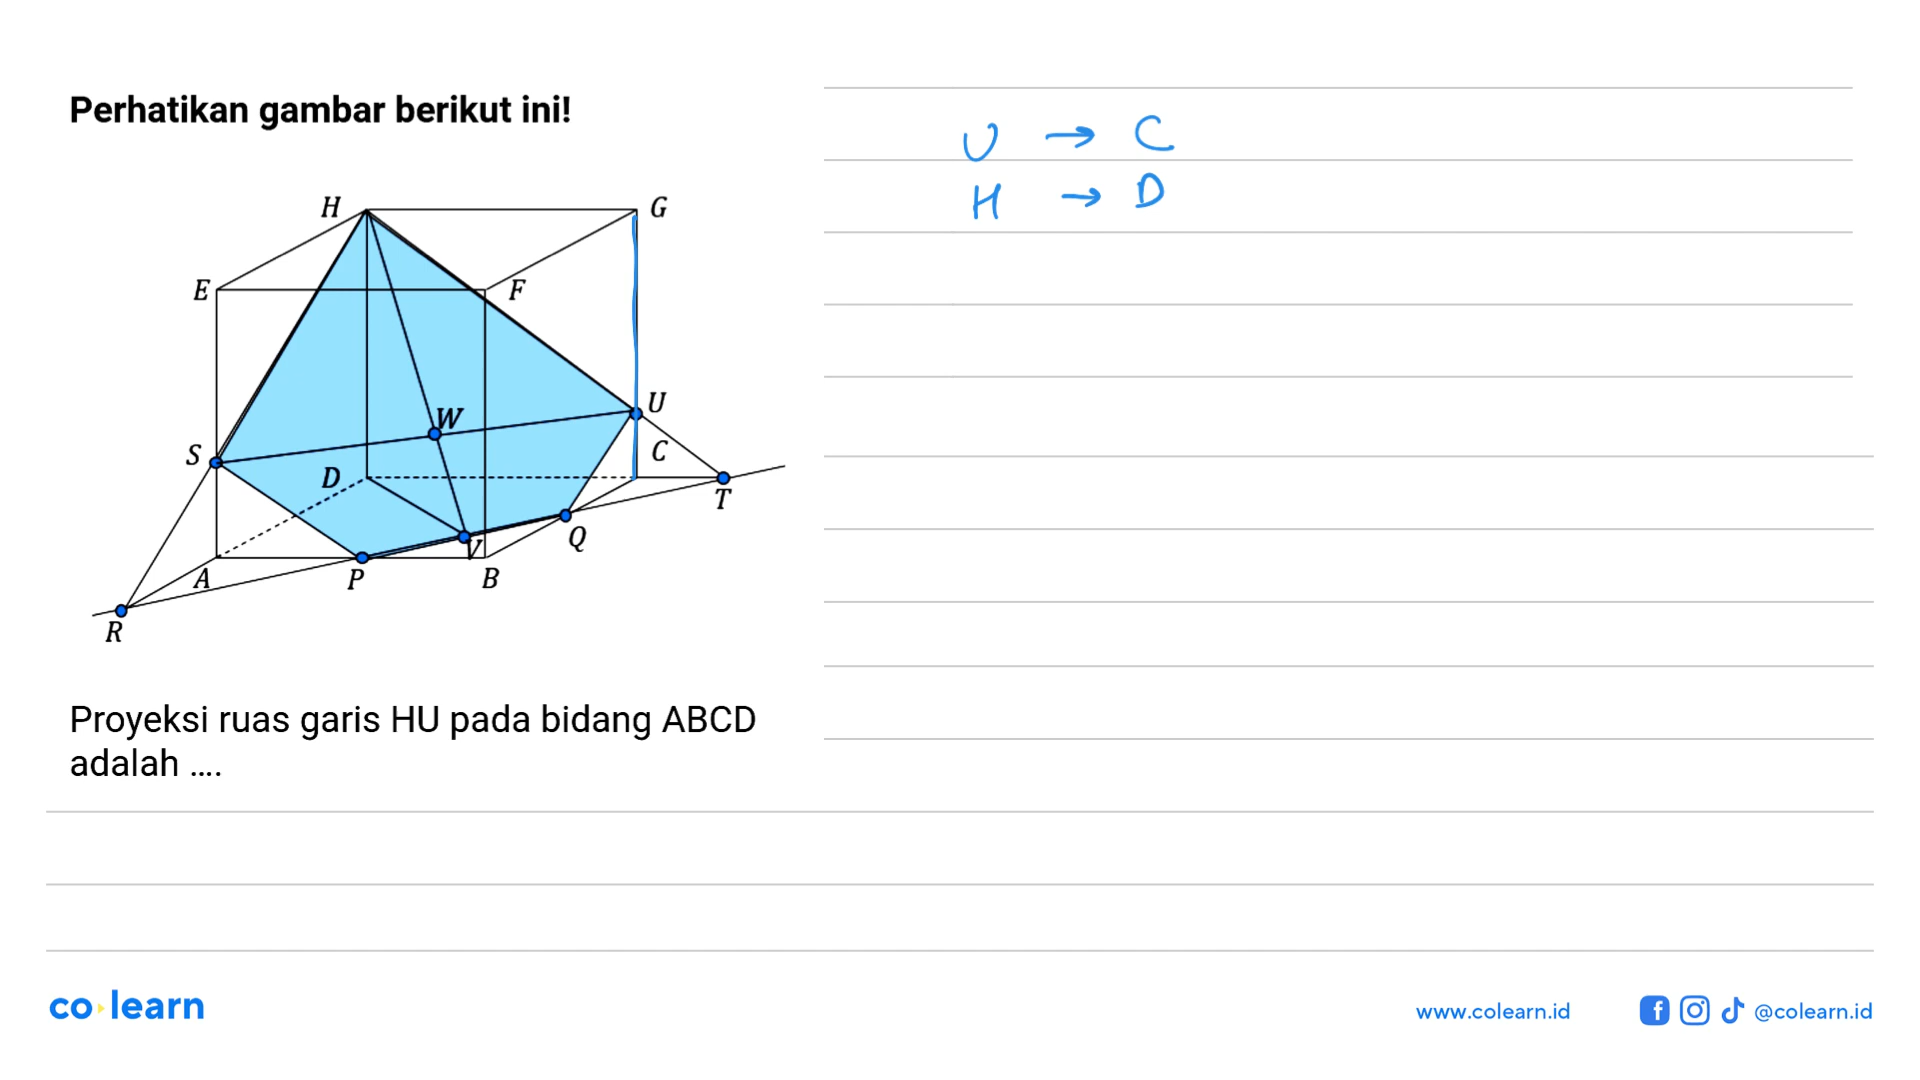 Perhatikan gambar berikut ini!
U → C
H → D
H G
E F
U
W
S C
D
T
Q
V
A P B
R
Proyeksi ruas garis HU pada bidang ABCD
adalah ....
co learn
www.colearn.id @colearn.id